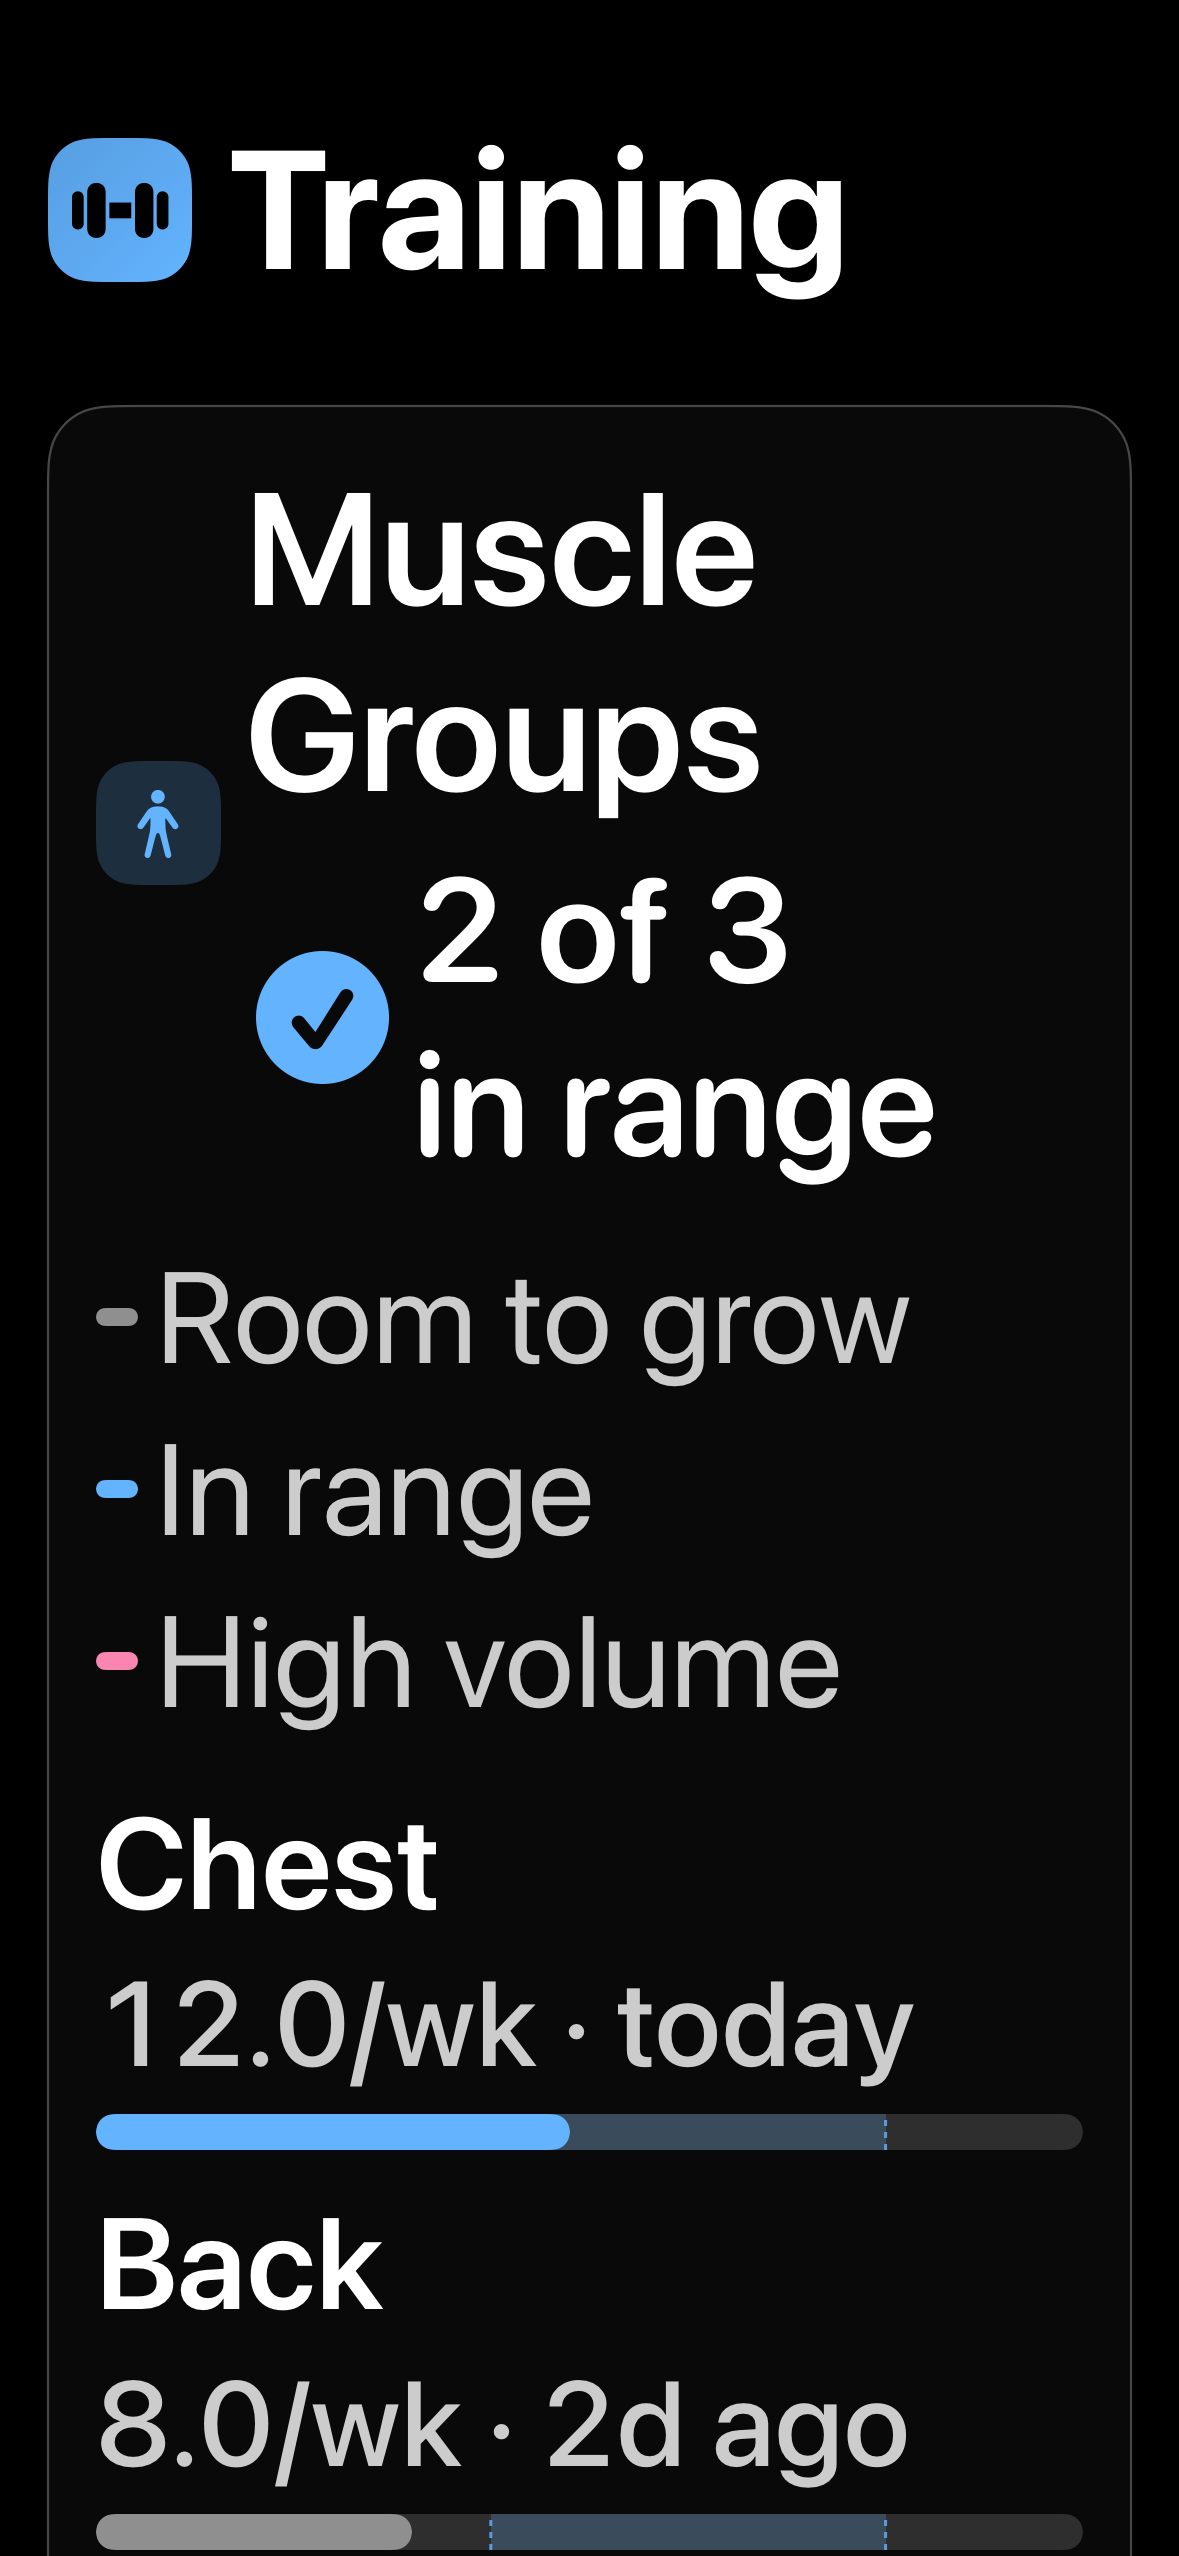 Training
Muscle
Groups
2 of 3
in range
Room to grow
In range
High volume
Chest
12.0/wk · today
Back
8.0/wk · 2d ago